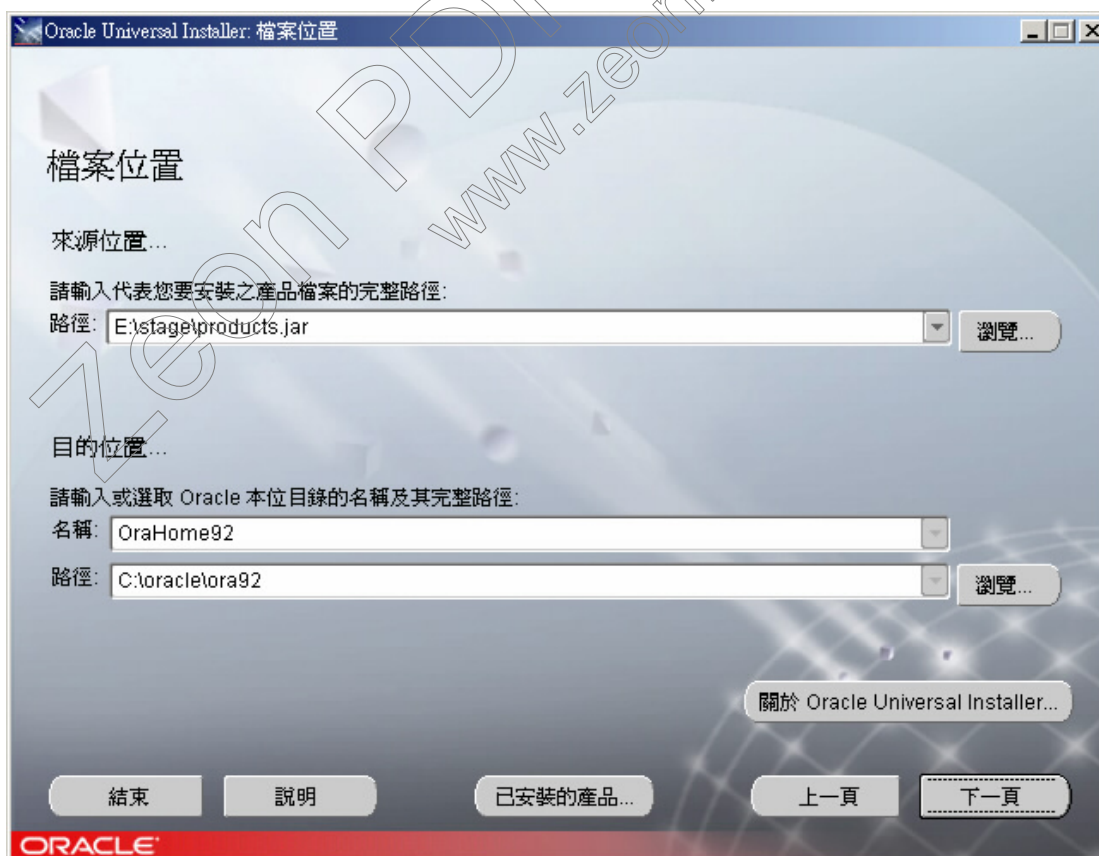 Oracle Universal Installer: 檔案位置
檔案位置
來源位置...
請輸入代表您要安裝之產品檔案的完整路徑:
路徑: E:\stage\products.jar 瀏覽...
目的位置...
請輸入或選取 Oracle 本位目錄的名稱及其完整路徑:
名稱: OraHome92
路徑: C:\oracle\ora92 瀏覽...
關於 Oracle Universal Installer...
結束 說明 已安裝的產品... 上一頁 下一頁
ORACLE
Zeon
www.zeon